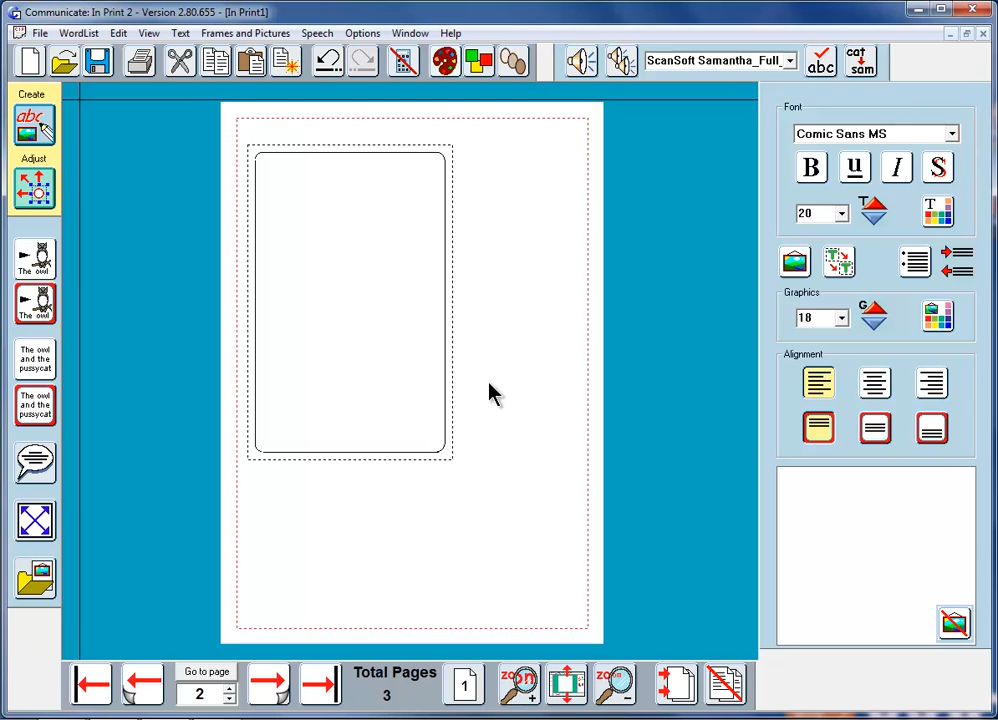 Communicate: In Print 2 - Version 2.80.655 - [In Print1]
File WordList Edit View Text Frames and Pictures Speech Options Window Help
ScanSoft Samantha_Full_
abc
cat
sam
Create
abc
Adjust
The owl
The owl
The owl
and the
pussycat
The owl
and the
pussycat
Font
Comic Sans MS
B u I S
20
T
T
T
T
Graphics
18
G
Alignment
Go to page
2
Total Pages
3
1
zoom
+
zoom
-